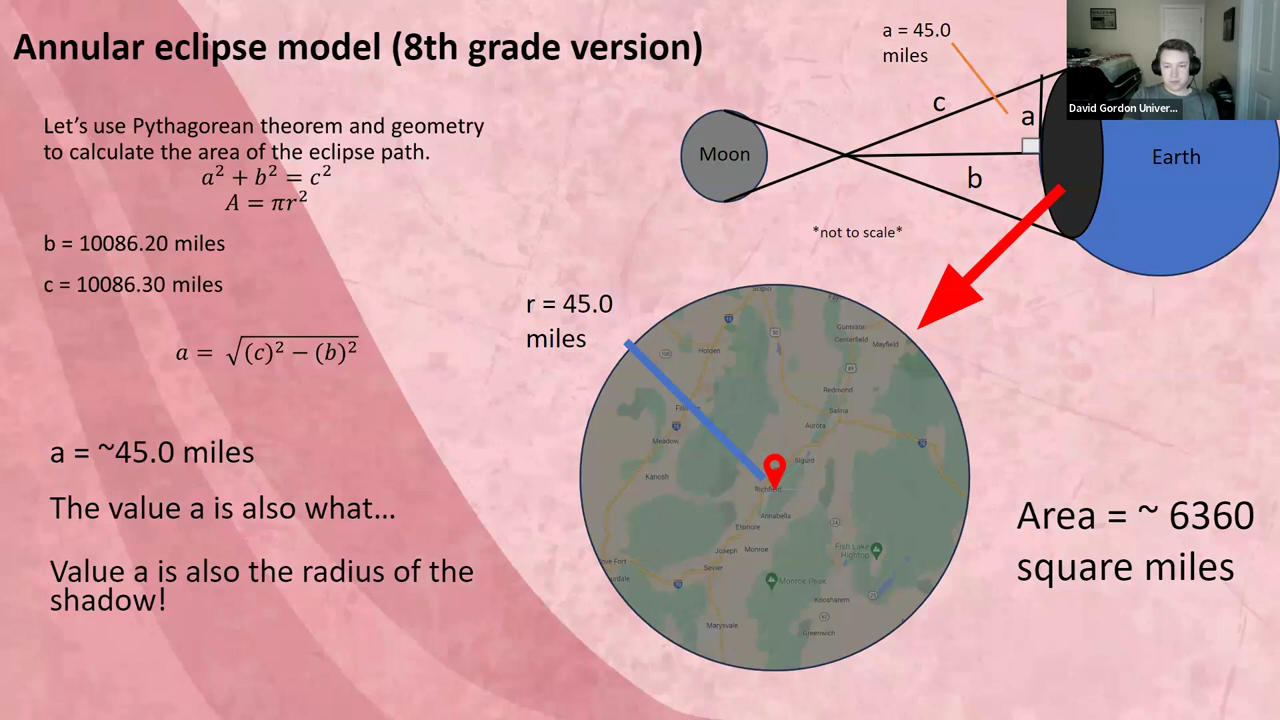 Annular eclipse model (8th grade version)
Let's use Pythagorean theorem and geometry
to calculate the area of the eclipse path.
a² + b² = c²
A = πr²
b = 10086.20 miles
c = 10086.30 miles
a = √(c)² − (b)²
a = ~45.0 miles
The value a is also what...
Value a is also the radius of the
shadow!
a = 45.0
miles
c
a
b
Moon
Earth
*not to scale*
David Gordon Univer...
r = 45.0
miles
Scipio
Gunnison
Centerfield
Mayfield
Holden
Redmond
Salina
Aurora
Meadow
Sigurd
Kanosh
Richfield
Annabella
Elsinore
Joseph
Monroe
Fish Lake
Hightop
ove Fort
Sevier
Monroe Peak
Koosharem
Marysvale
Greenwich
Area = ~ 6360
square miles